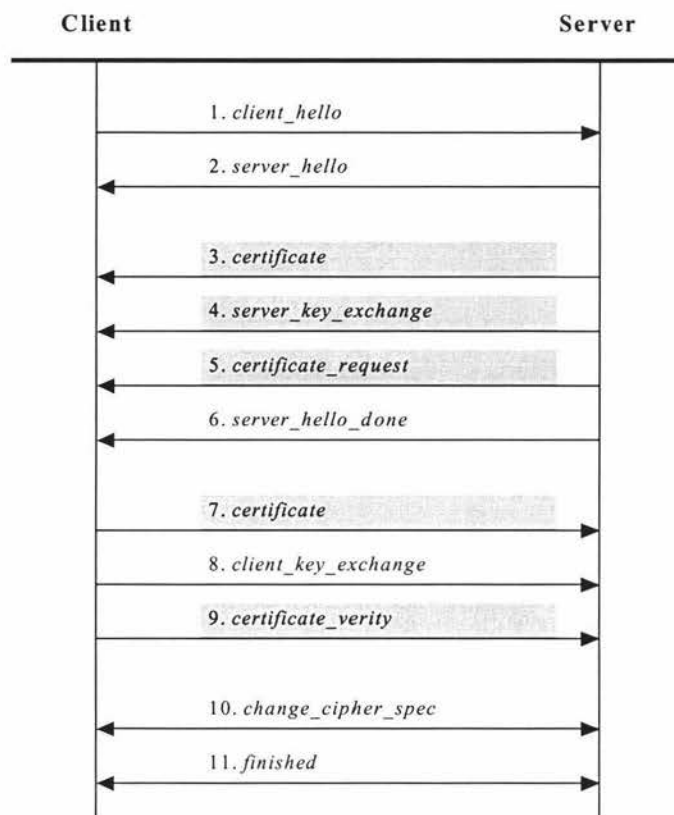 Client Server
1. client_hello
2. server_hello
3. certificate
4. server_key_exchange
5. certificate_request
6. server_hello_done
7. certificate
8. client_key_exchange
9. certificate_verity
10. change_cipher_spec
11. finished